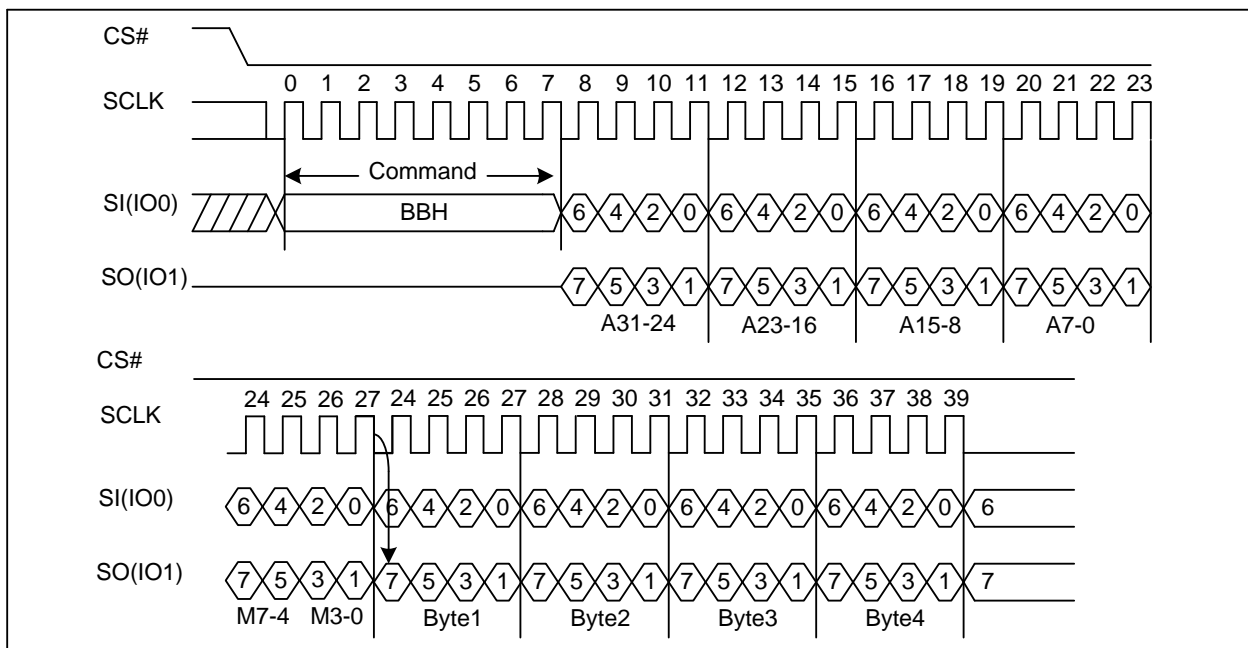 CS#
0 1 2 3 4 5 6 7 8 9 10 11 12 13 14 15 16 17 18 19 20 21 22 23
SCLK
Command
SI(IO0) BBH 6 4 2 0 6 4 2 0 6 4 2 0 6 4 2 0
SO(IO1) 7 5 3 1 7 5 3 1 7 5 3 1 7 5 3 1
A31-24 A23-16 A15-8 A7-0
CS#
24 25 26 27 24 25 26 27 28 29 30 31 32 33 34 35 36 37 38 39
SCLK
SI(IO0) 6 4 2 0 6 4 2 0 6 4 2 0 6 4 2 0 6 4 2 0 6
SO(IO1) 7 5 3 1 7 5 3 1 7 5 3 1 7 5 3 1 7 5 3 1 7
M7-4 M3-0 Byte1 Byte2 Byte3 Byte4